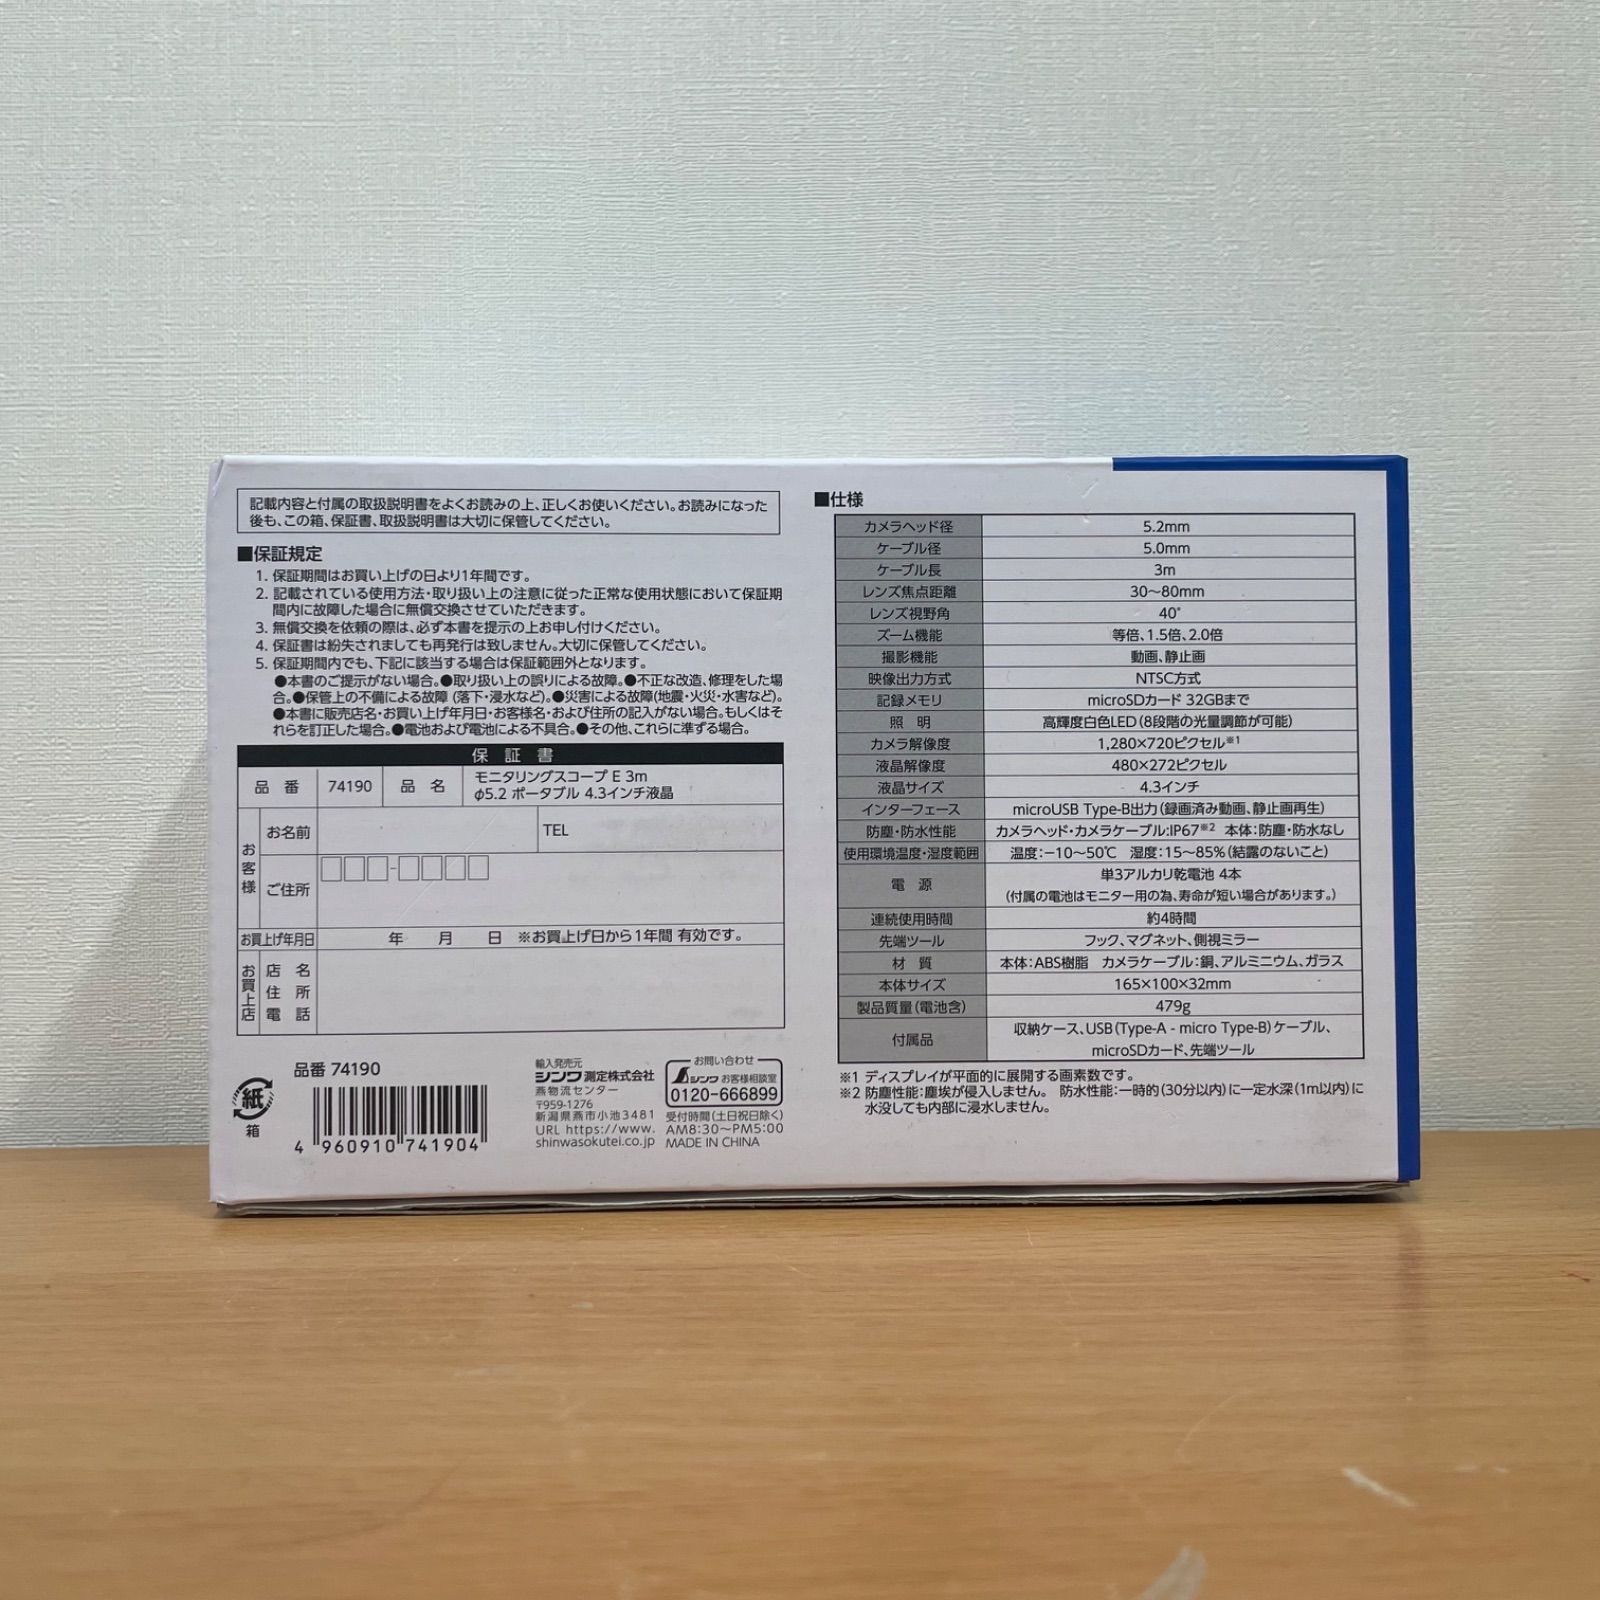 記載内容と付属の取扱説明書をよくお読みの上、正しくお使いください。お読みになった
後も、この箱、保証書、取扱説明書は大切に保管してください。
■保証規定
1. 保証期間はお買い上げの日より1年間です。
2. 記載されている使用方法・取り扱い上の注意に従った正常な使用状態において保証期
間内に故障した場合に無償交換させていただきます。
3. 無償交換を依頼の際は、必ず本書を提示の上お申し付けください。
4. 保証書は紛失されましても再発行は致しません。大切に保管してください。
5. 保証期間内でも、下記に該当する場合は保証範囲外となります。
●本書のご提示がない場合。●取り扱い上の誤りによる故障。●不正な改造、修理をした場
合。●保管上の不備による故障 (落下・浸水など)。●災害による故障(地震・火災・水害など)。
●本書に販売店名・お買い上げ年月日・お客様名・および住所の記入がない場合。もしくはそ
れらを訂正した場合。●電池および電池による不具合。●その他、これらに準ずる場合。
保証書
品番 74190 品名 モニタリングスコープ E 3m
φ5.2 ポータブル 4.3インチ液晶
お客様
お名前 TEL
ご住所
お買上げ年月日 年 月 日 ※お買上げ日から1年間 有効です。
お買上店
店名
住所
電話
紙
箱
品番 74190
4 960910 741904
輸入発売元
シンワ測定株式会社
燕物流センター
〒959-1276
新潟県燕市小池3481
URL https://www.
shinwasokutei.co.jp
お問い合わせ
シンワお客様相談室
0120-666899
受付時間(土日祝日除く)
AM8:30〜PM5:00
MADE IN CHINA
■仕様
カメラヘッド径 5.2mm
ケーブル径 5.0mm
ケーブル長 3m
レンズ焦点距離 30〜80mm
レンズ視野角 40°
ズーム機能 等倍、1.5倍、2.0倍
撮影機能 動画、静止画
映像出力方式 NTSC方式
記録メモリ microSDカード 32GBまで
照明 高輝度白色LED(8段階の光量調節が可能)
カメラ解像度 1,280×720ピクセル※1
液晶解像度 480×272ピクセル
液晶サイズ 4.3インチ
インターフェース microUSB Type-B出力(録画済み動画、静止画再生)
防塵・防水性能 カメラヘッド・カメラケーブル:IP67※2 本体:防塵・防水なし
使用環境温度・湿度範囲 温度:−10〜50℃ 湿度:15〜85%(結露のないこと)
電源 単3アルカリ乾電池 4本
(付属の電池はモニター用の為、寿命が短い場合があります。)
連続使用時間 約4時間
先端ツール フック、マグネット、側視ミラー
材質 本体:ABS樹脂 カメラケーブル:銅、アルミニウム、ガラス
本体サイズ 165×100×32mm
製品質量(電池含) 479g
付属品 収納ケース、USB(Type-A - micro Type-B)ケーブル、
microSDカード、先端ツール
※1 ディスプレイが平面的に展開する画素数です。
※2 防塵性能:塵埃が侵入しません。 防水性能:一時的(30分以内)に一定水深(1m以内)に
水没しても内部に浸水しません。